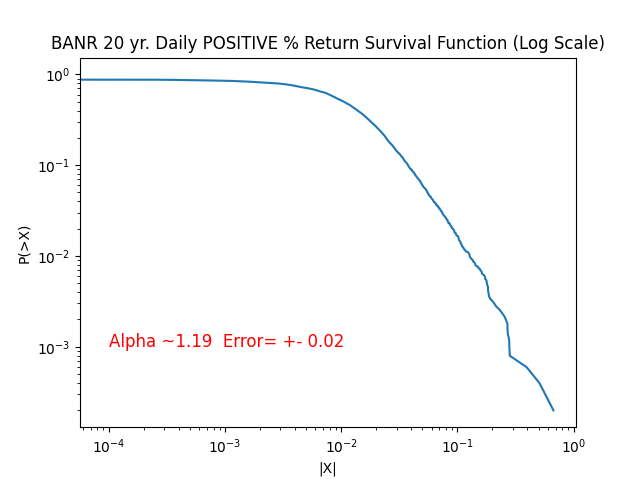 BANR 20 yr. Daily POSITIVE % Return Survival Function (Log Scale)
P(>X)
10⁰
10⁻¹
10⁻²
10⁻³
Alpha ~1.19  Error= +- 0.02
10⁻⁴ 10⁻³ 10⁻² 10⁻¹ 10⁰
|X|